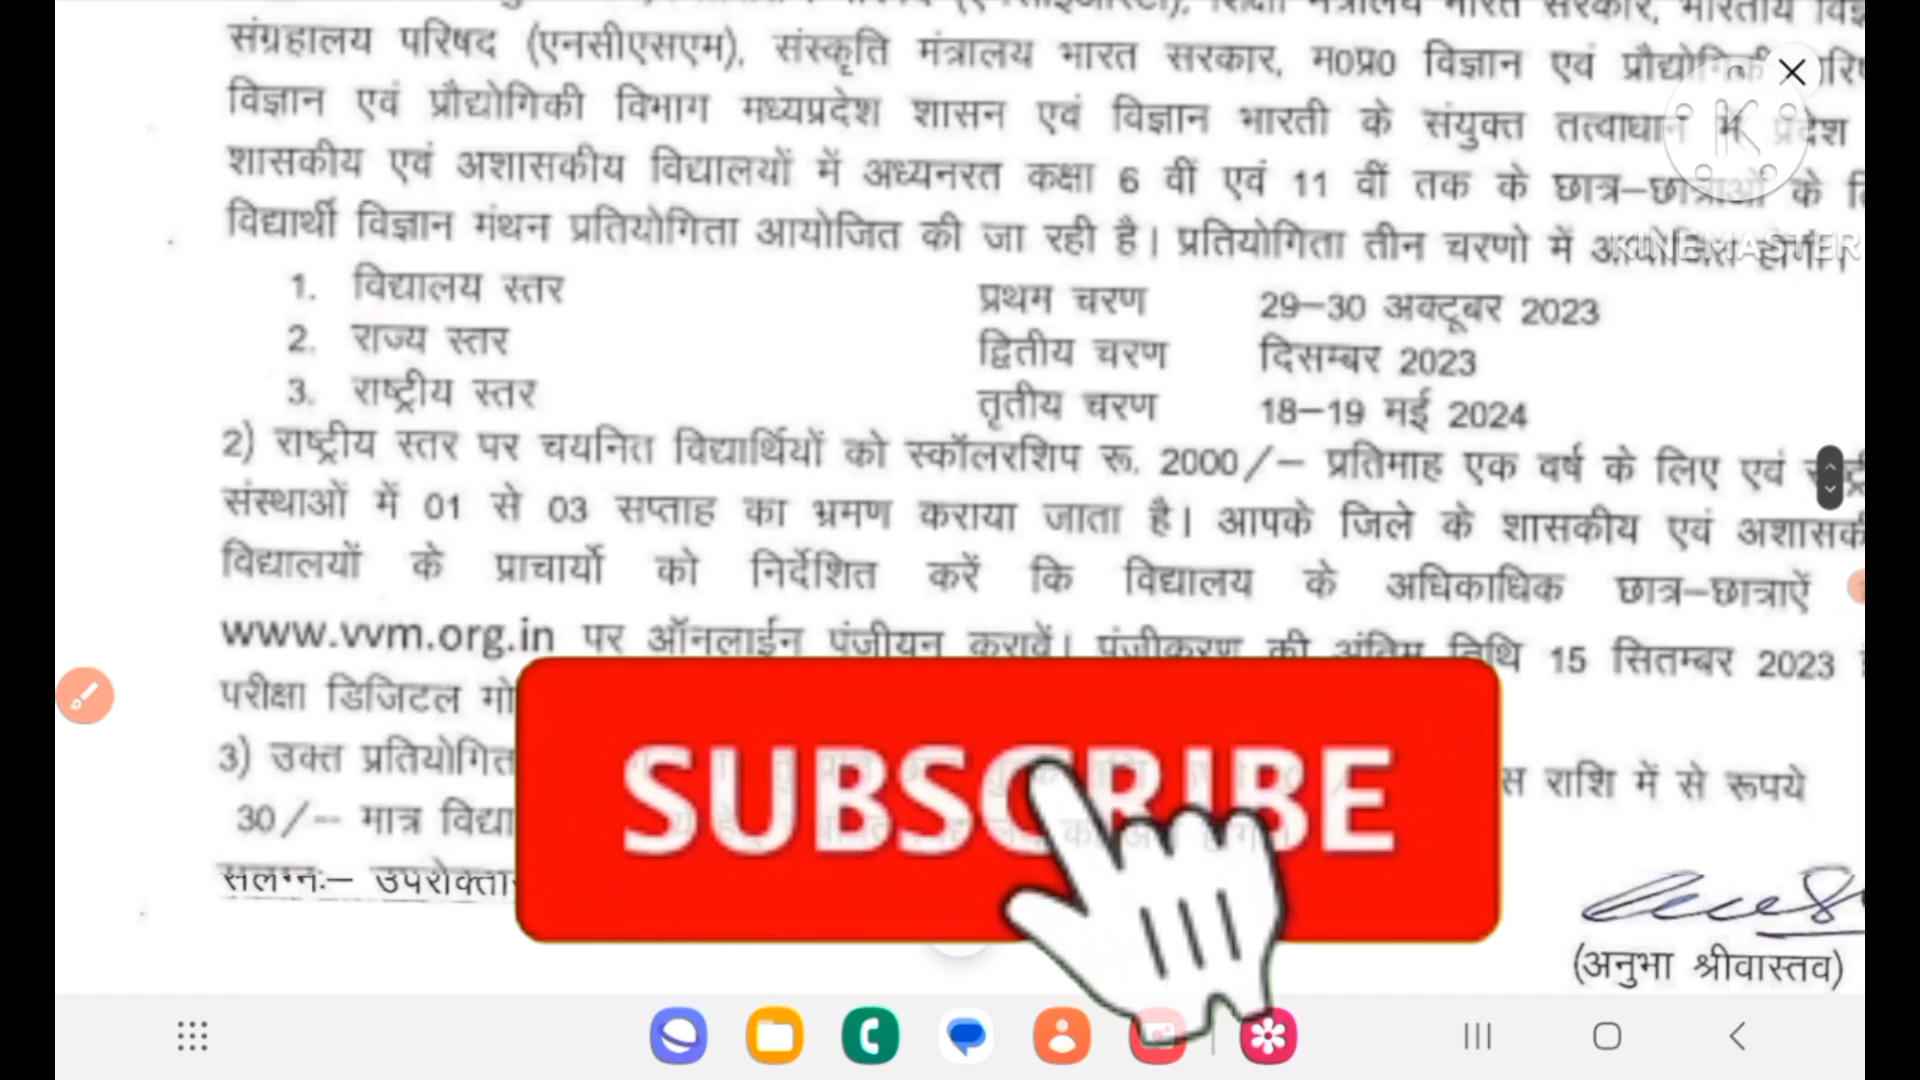 संग्रहालय परिषद (एनसीएसएम), संस्कृति मंत्रालय भारत सरकार, म0प्र0 विज्ञान एवं प्रौद्योगिकी
विज्ञान एवं प्रौद्योगिकी विभाग मध्यप्रदेश शासन एवं विज्ञान भारती के संयुक्त तत्वाधान में प्रदेश
शासकीय एवं अशासकीय विद्यालयों में अध्यनरत कक्षा 6 वीं एवं 11 वीं तक के छात्र–छात्राओं के
विद्यार्थी विज्ञान मंथन प्रतियोगिता आयोजित की जा रही है। प्रतियोगिता तीन चरणो में आयोजित होगी।
KINEMASTER
1. विद्यालय स्तर प्रथम चरण 29–30 अक्टूबर 2023
2. राज्य स्तर द्वितीय चरण दिसम्बर 2023
3. राष्ट्रीय स्तर तृतीय चरण 18–19 मई 2024
2) राष्ट्रीय स्तर पर चयनित विद्यार्थियों को स्कॉलरशिप रू. 2000/– प्रतिमाह एक वर्ष के लिए एवं
संस्थाओं में 01 से 03 सप्ताह का भ्रमण कराया जाता है। आपके जिले के शासकीय एवं
विद्यालयों के प्राचार्यो को निर्देशित करें कि विद्यालय के अधिकाधिक छात्र–छात्राऐं
www.vvm.org.in पर ऑनलाईन पंजीयन करावें। पंजीकरण की अंतिम तिथि 15 सितम्बर 2023
परीक्षा डिजिटल
3) उक्त राशि में से रूपये
30/–- मात्र
संलग्नः–
SUBSCRIBE
(अनुभा श्रीवास्तव)